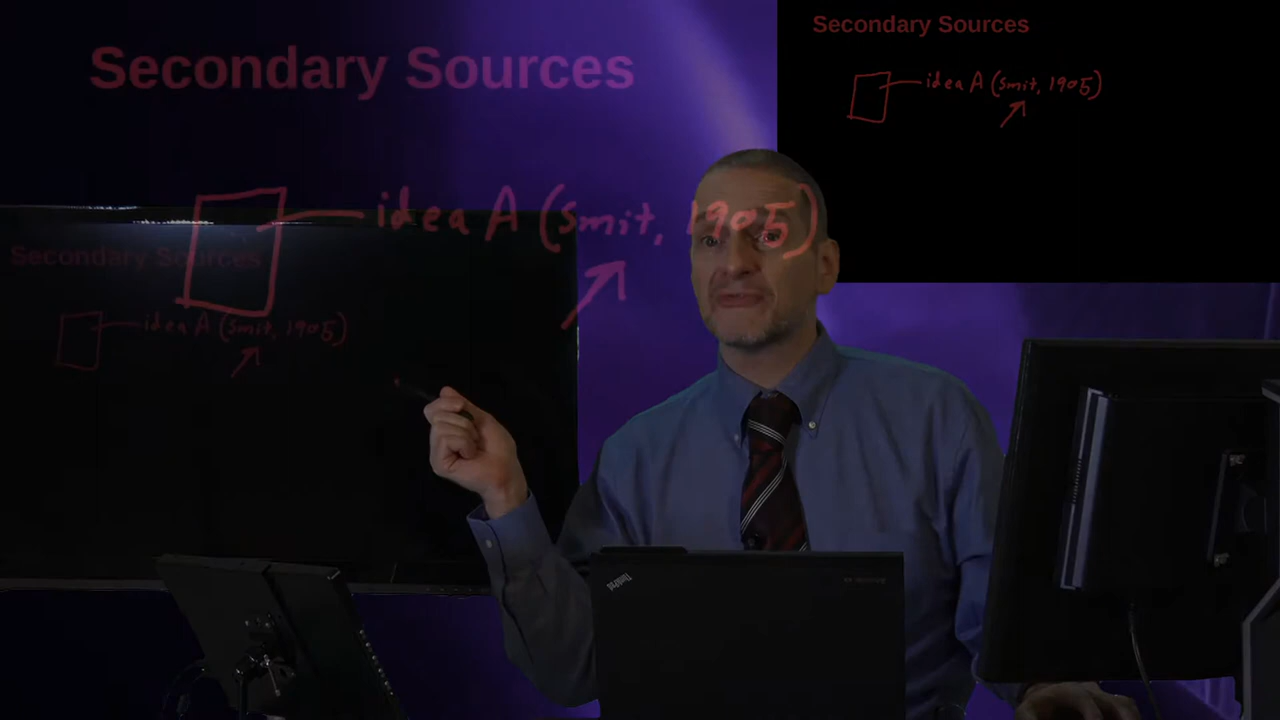 Secondary Sources
idea A (smit, 1905)
Secondary Sources
idea A (smit, 1905)
Secondary Sources
idea A (smit, 1905)
ThinkPad